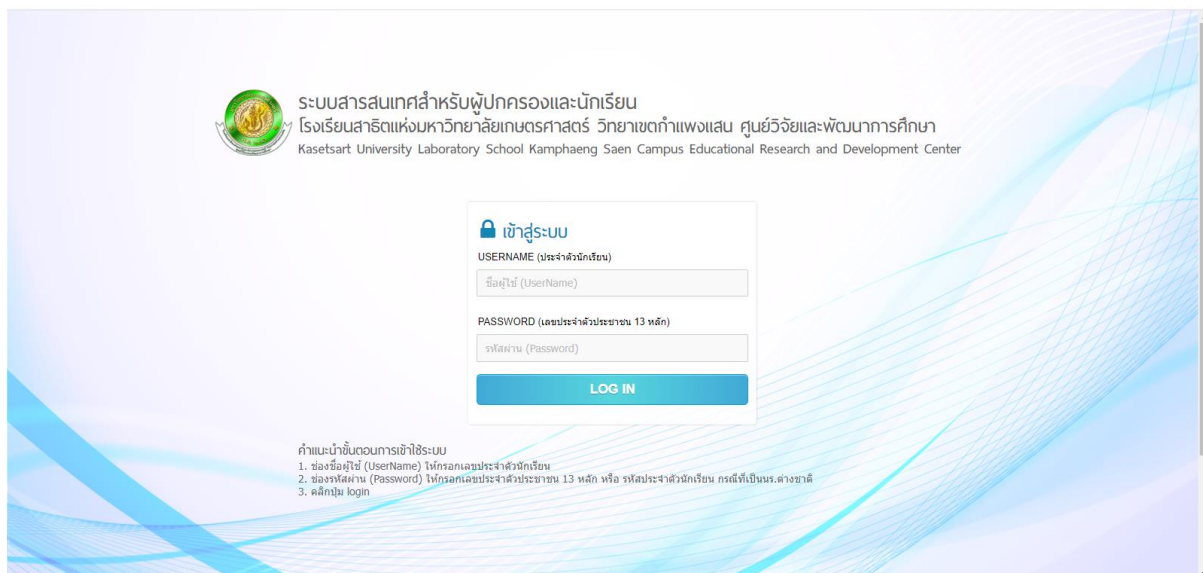 ระบบสารสนเทศสำหรับผู้ปกครองและนักเรียน
โรงเรียนสาธิตแห่งมหาวิทยาลัยเกษตรศาสตร์ วิทยาเขตกำแพงแสน ศูนย์วิจัยและพัฒนาการศึกษา
Kasetsart University Laboratory School Kamphaeng Saen Campus Educational Research and Development Center
เข้าสู่ระบบ
USERNAME (ประจำตัวนักเรียน)
ชื่อผู้ใช้ (UserName)
PASSWORD (เลขประจำตัวประชาชน 13 หลัก)
รหัสผ่าน (Password)
LOG IN
คำแนะนำขั้นตอนการเข้าใช้ระบบ
1. ช่องชื่อผู้ใช้ (UserName) ให้กรอกเลขประจำตัวนักเรียน
2. ช่องรหัสผ่าน (Password) ให้กรอกเลขประจำตัวประชาชน 13 หลัก หรือ รหัสประจำตัวนักเรียน กรณีที่เป็นนร.ต่างชาติ
3. คลิกปุ่ม login